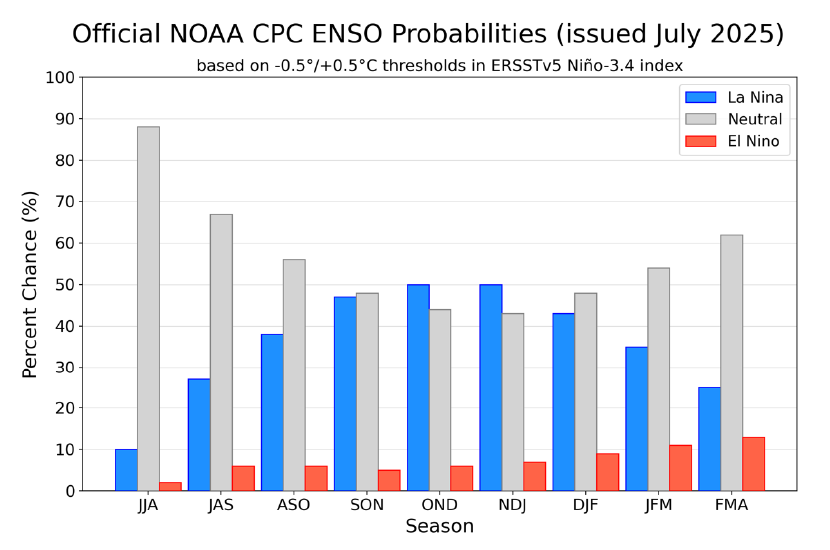 Official NOAA CPC ENSO Probabilities (issued July 2025)
based on -0.5°/+0.5°C thresholds in ERSSTv5 Niño-3.4 index
La Nina
Neutral
El Nino
Percent Chance (%)
100
90
80
70
60
50
40
30
20
10
0
JJA JAS ASO SON OND NDJ DJF JFM FMA
Season